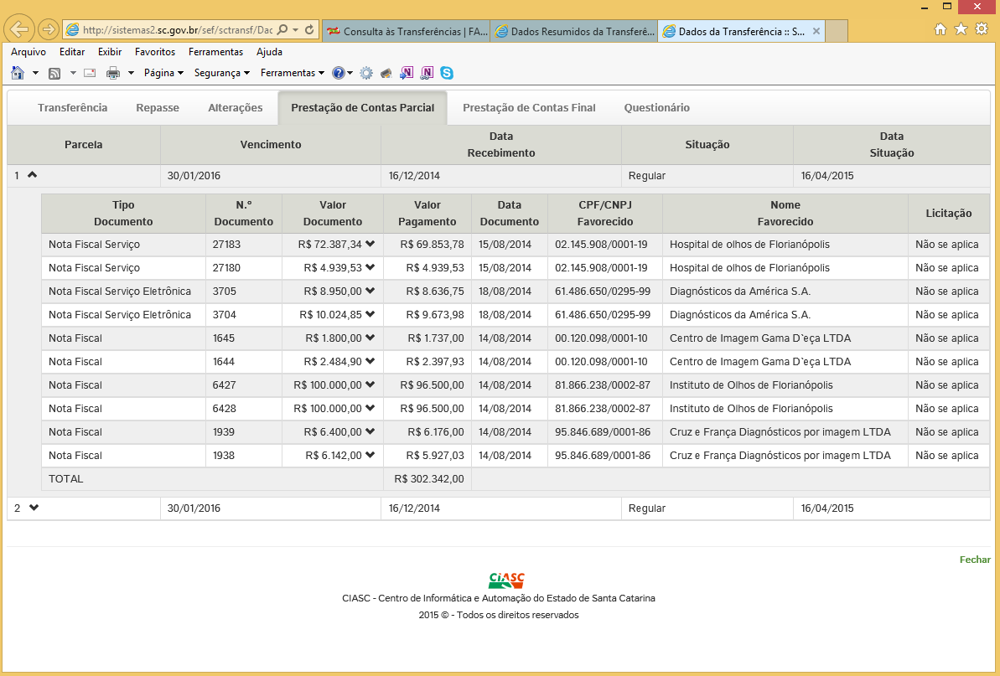 http://sistemas2.sc.gov.br/sef/sctransf/Dac
Consulta às Transferências | FA...
Dados Resumidos da Transferê...
Dados da Transferência :: S...
Arquivo Editar Exibir Favoritos Ferramentas Ajuda
Página Segurança Ferramentas
Transferência Repasse Alterações Prestação de Contas Parcial Prestação de Contas Final Questionário
Parcela Vencimento Data Recebimento Situação Data Situação
1 30/01/2016 16/12/2014 Regular 16/04/2015
Tipo Documento N.º Documento Valor Documento Valor Pagamento Data Documento CPF/CNPJ Favorecido Nome Favorecido Licitação
Nota Fiscal Serviço 27183 R$ 72.387,34 R$ 69.853,78 15/08/2014 02.145.908/0001-19 Hospital de olhos de Florianópolis Não se aplica
Nota Fiscal Serviço 27180 R$ 4.939,53 R$ 4.939,53 15/08/2014 02.145.908/0001-19 Hospital de olhos de Florianópolis Não se aplica
Nota Fiscal Serviço Eletrônica 3705 R$ 8.950,00 R$ 8.636,75 18/08/2014 61.486.650/0295-99 Diagnósticos da América S.A. Não se aplica
Nota Fiscal Serviço Eletrônica 3704 R$ 10.024,85 R$ 9.673,98 18/08/2014 61.486.650/0295-99 Diagnósticos da América S.A. Não se aplica
Nota Fiscal 1645 R$ 1.800,00 R$ 1.737,00 14/08/2014 00.120.098/0001-10 Centro de Imagem Gama D`eça LTDA Não se aplica
Nota Fiscal 1644 R$ 2.484,90 R$ 2.397,93 14/08/2014 00.120.098/0001-10 Centro de Imagem Gama D`eça LTDA Não se aplica
Nota Fiscal 6427 R$ 100.000,00 R$ 96.500,00 14/08/2014 81.866.238/0002-87 Instituto de Olhos de Florianópolis Não se aplica
Nota Fiscal 6428 R$ 100.000,00 R$ 96.500,00 14/08/2014 81.866.238/0002-87 Instituto de Olhos de Florianópolis Não se aplica
Nota Fiscal 1939 R$ 6.400,00 R$ 6.176,00 14/08/2014 95.846.689/0001-86 Cruz e França Diagnósticos por imagem LTDA Não se aplica
Nota Fiscal 1938 R$ 6.142,00 R$ 5.927,03 14/08/2014 95.846.689/0001-86 Cruz e França Diagnósticos por imagem LTDA Não se aplica
TOTAL R$ 302.342,00
2 30/01/2016 16/12/2014 Regular 16/04/2015
Fechar
CIASC
CIASC - Centro de Informática e Automação do Estado de Santa Catarina
2015 © - Todos os direitos reservados